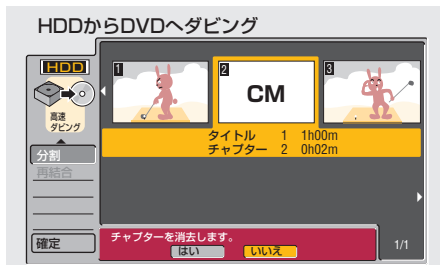 HDDからDVDへダビング
HDD
1
2
3
CM
高速
ダビング
タイトル 1 1h00m
チャプター 2 0h02m
分割
再結合
確定
チャプターを消去します。
はい
いいえ
1/1